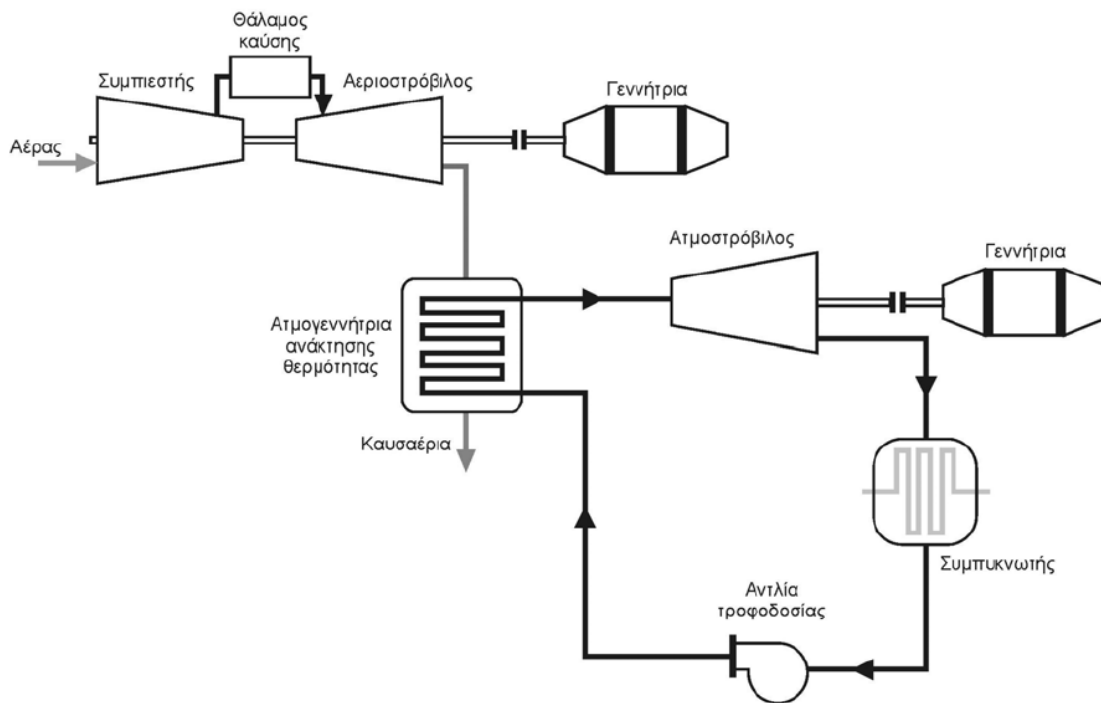 Θάλαμος
καύσης
Συμπιεστής
Αεριοστρόβιλος
Γεννήτρια
Αέρας
Ατμοστρόβιλος
Γεννήτρια
Ατμογεννήτρια
ανάκτησης
θερμότητας
Καυσαέρια
Συμπυκνωτής
Αντλία
τροφοδοσίας